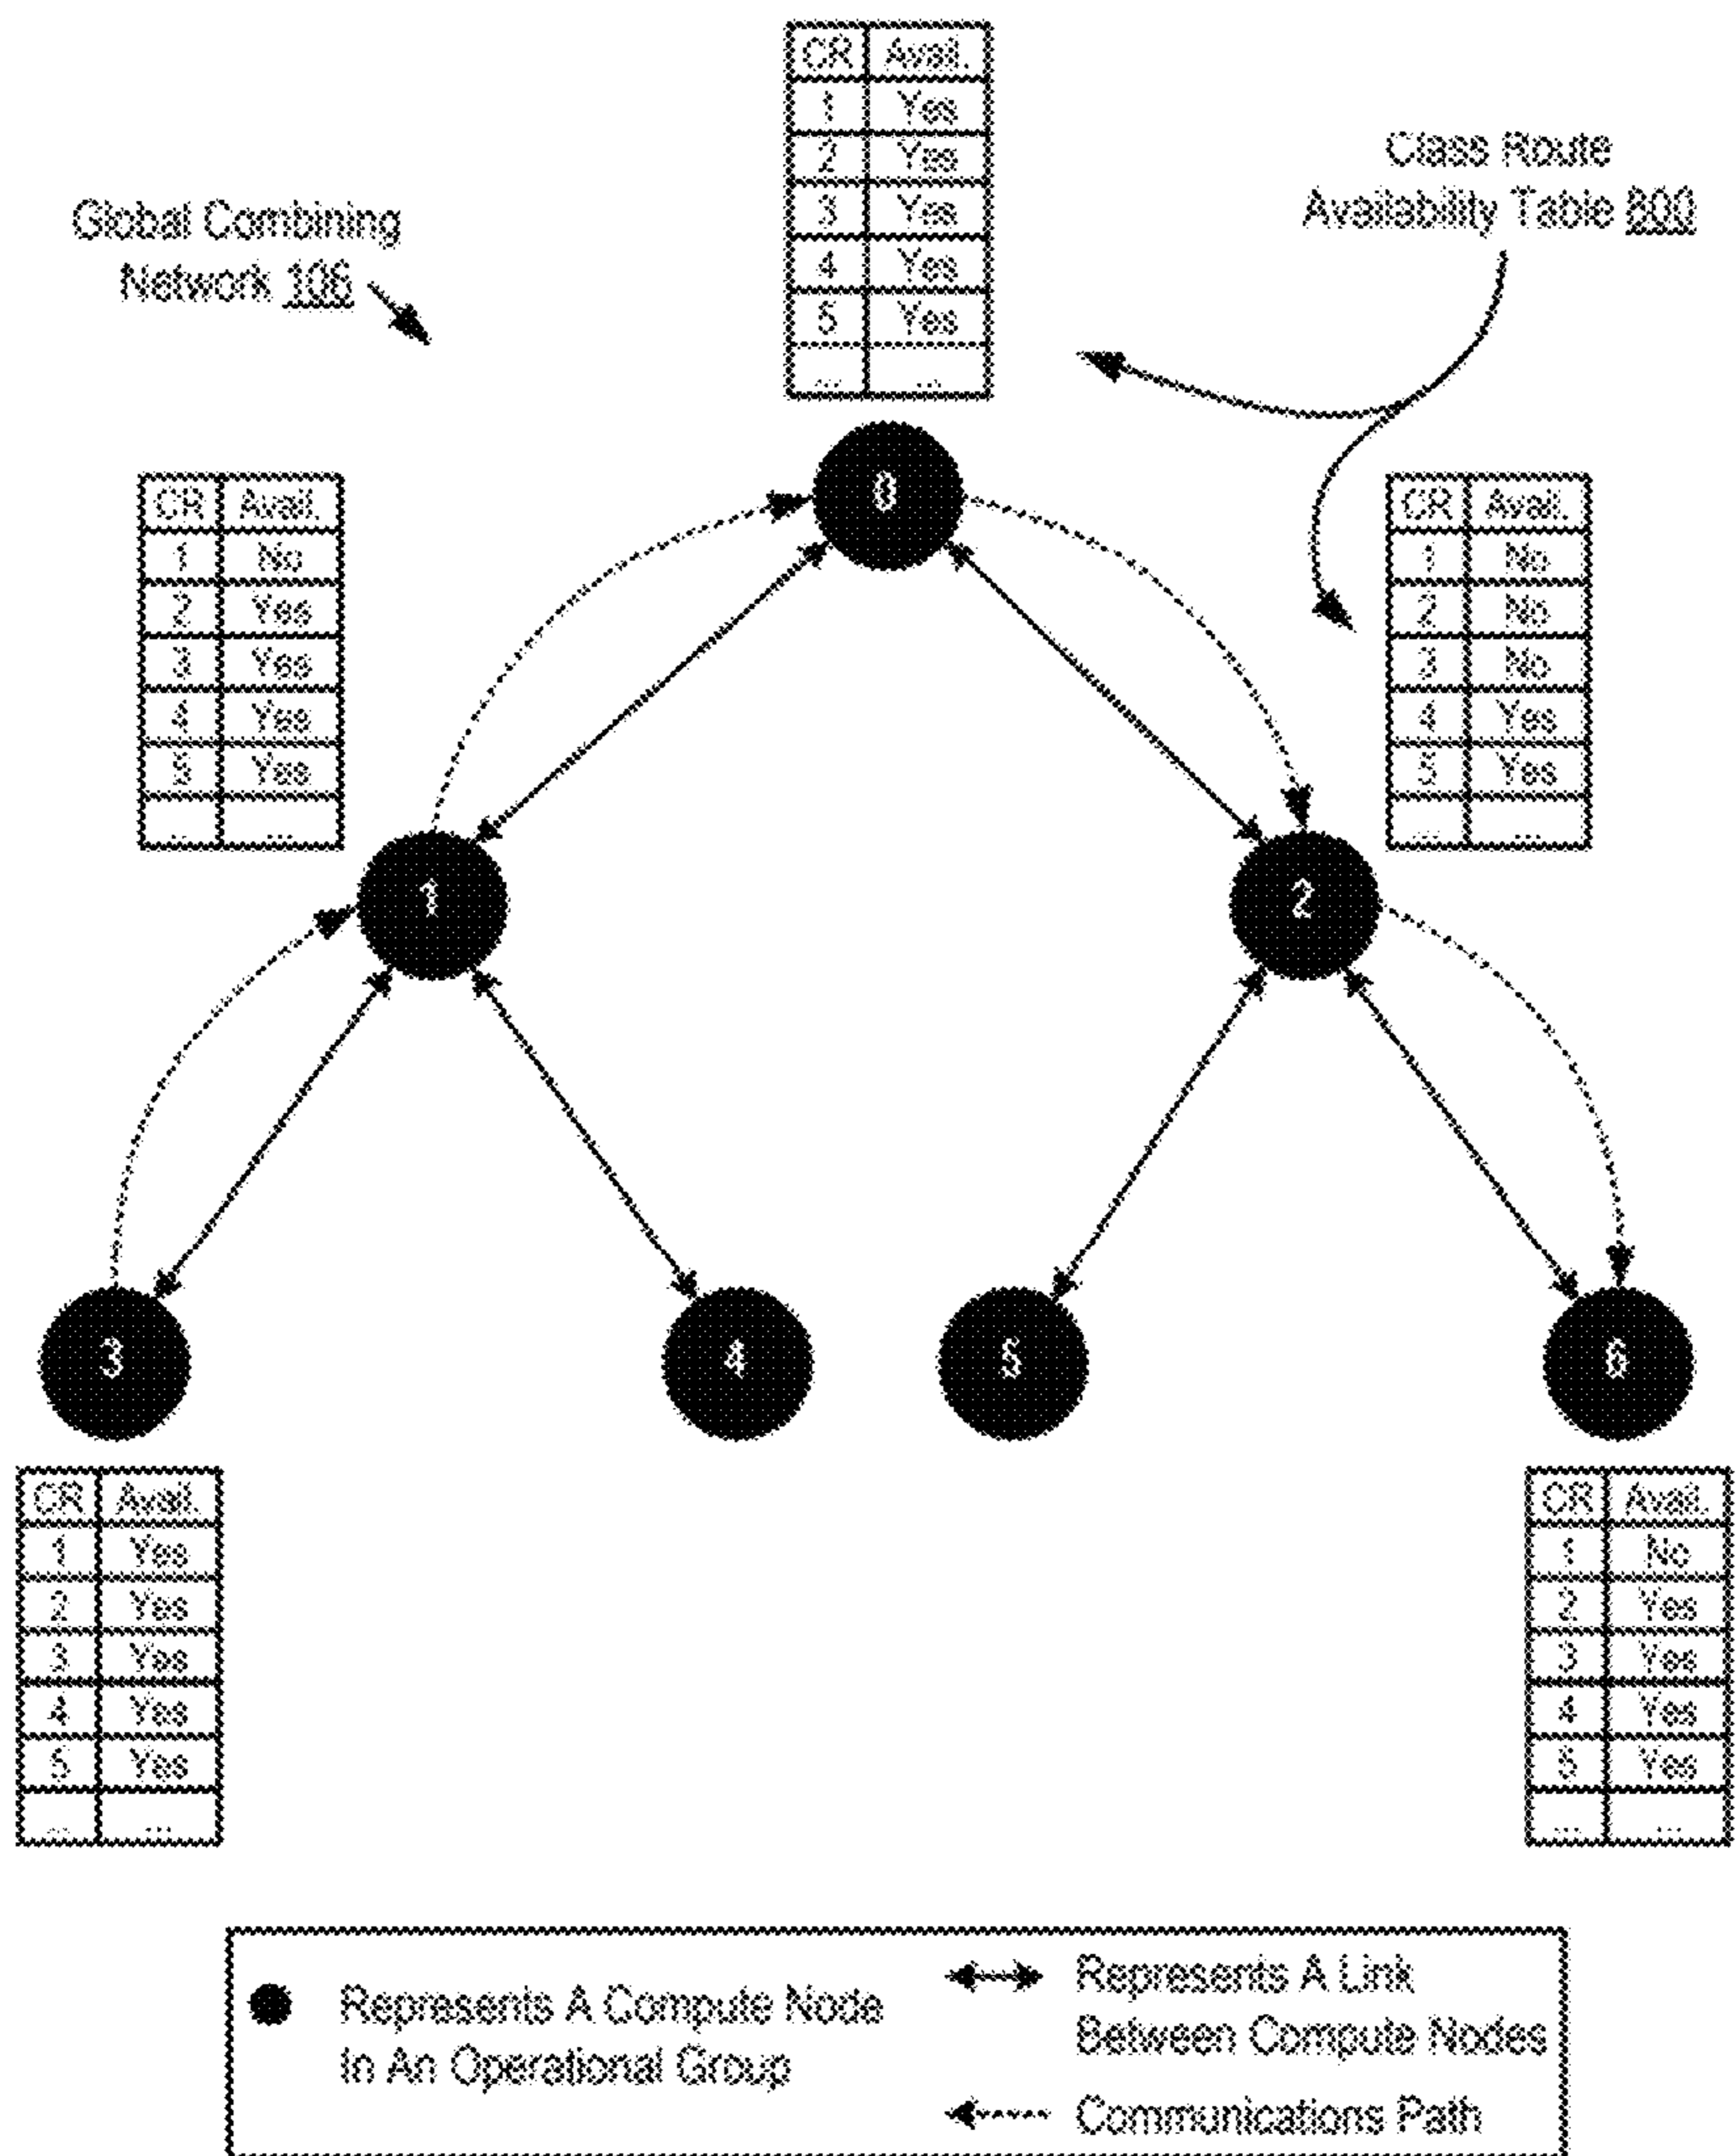 CR Avail.
1 Yes
2 Yes
3 Yes
4 Yes
5 Yes
... ...
Global Combining
Network 106
Class Route
Availability Table 800
0
CR Avail.
1 No
2 Yes
3 Yes
4 Yes
5 Yes
... ...
CR Avail.
1 No
2 No
3 No
4 Yes
5 Yes
... ...
1
2
3
4
5
6
CR Avail.
1 Yes
2 Yes
3 Yes
4 Yes
5 Yes
... ...
CR Avail.
1 No
2 Yes
3 Yes
4 Yes
5 Yes
... ...
Represents A Compute Node
In An Operational Group
Represents A Link
Between Compute Nodes
Communications Path